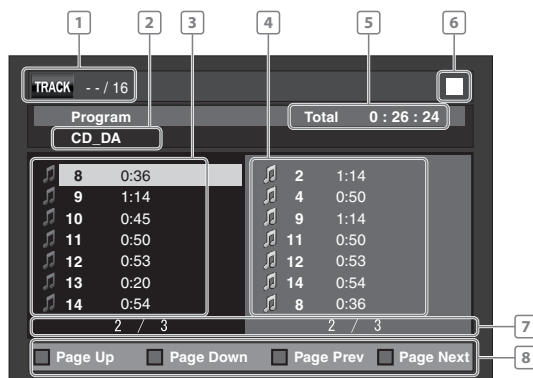 1 2 3 4 5 6
TRACK - - / 16
Program Total 0 : 26 : 24
CD_DA
8 0:36 2 1:14
9 1:14 4 0:50
10 0:45 9 1:14
11 0:50 11 0:50
12 0:53 12 0:53
13 0:20 14 0:54
14 0:54 8 0:36
2 / 3 2 / 3 7
Page Up Page Down Page Prev Page Next 8